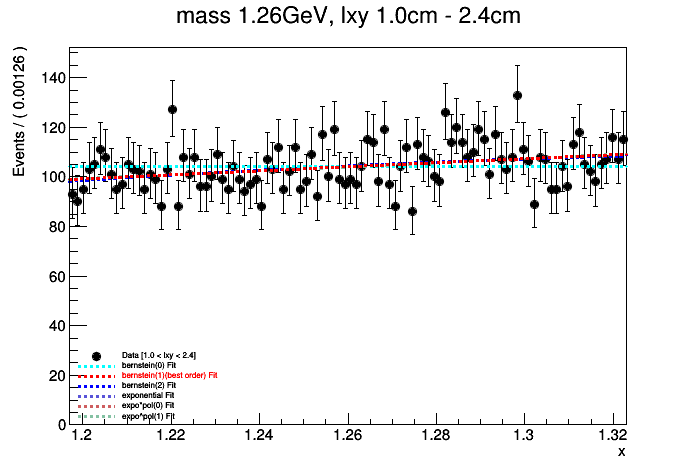 mass 1.26GeV, lxy 1.0cm - 2.4cm
Events / ( 0.00126 )
140
120
100
80
60
40
20
0
Data [1.0 < lxy < 2.4]
bernstein(0) Fit
bernstein(1)(best order) Fit
bernstein(2) Fit
exponential Fit
expo*pol(0) Fit
expo*pol(1) Fit
1.2 1.22 1.24 1.26 1.28 1.3 1.32
x